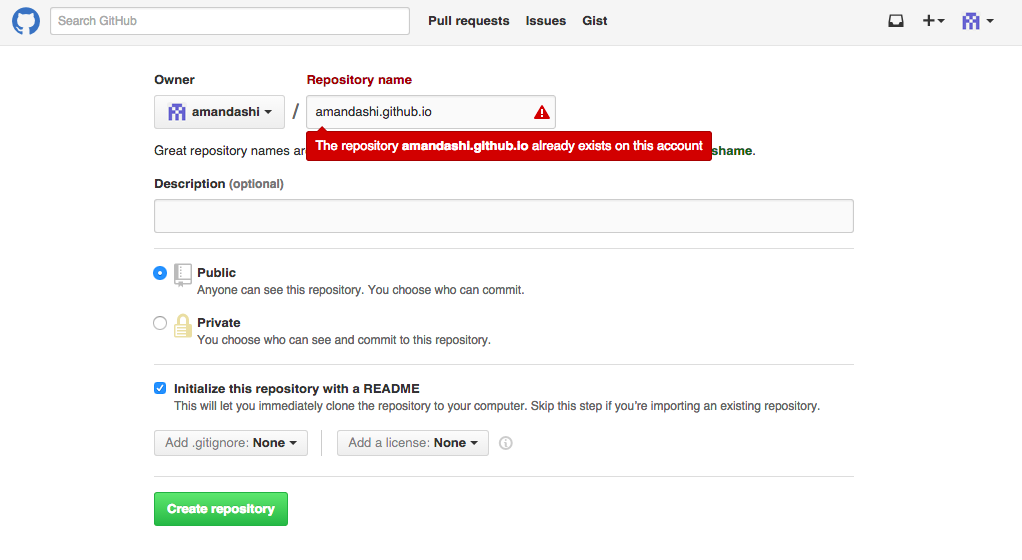 Search GitHub
Pull requests Issues Gist
Owner Repository name
amandashi / amandashi.github.io
The repository amandashi.github.io already exists on this account
Great repository names are shame.
Description (optional)
Public
Anyone can see this repository. You choose who can commit.
Private
You choose who can see and commit to this repository.
Initialize this repository with a README
This will let you immediately clone the repository to your computer. Skip this step if you're importing an existing repository.
Add .gitignore: None Add a license: None
Create repository